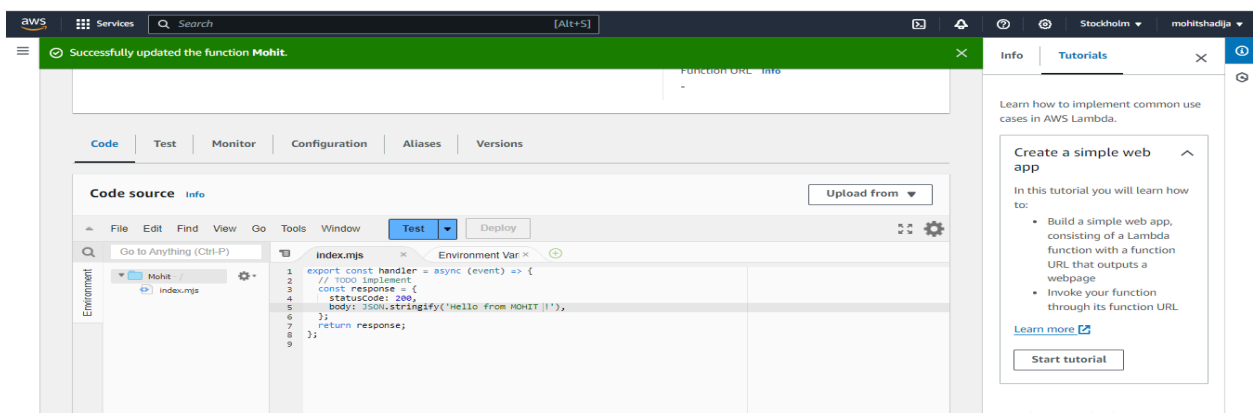 aws
Services
Search
[Alt+S]
Stockholm
mohitshadija
Successfully updated the function Mohit.
Function URL Info
-
Code
Test
Monitor
Configuration
Aliases
Versions
Code source Info
Upload from
File Edit Find View Go Tools Window
Test
Deploy
Go to Anything (Ctrl-P)
index.mjs ×
Environment Var ×
Environment
Mohit - /
index.mjs
1 export const handler = async (event) => {
2 // TODO implement
3 const response = {
4 statusCode: 200,
5 body: JSON.stringify('Hello from MOHIT !'),
6 };
7 return response;
8 };
9
Info
Tutorials
Learn how to implement common use
cases in AWS Lambda.
Create a simple web
app
In this tutorial you will learn how
to:
• Build a simple web app,
consisting of a Lambda
function with a function
URL that outputs a
webpage
• Invoke your function
through its function URL
Learn more
Start tutorial